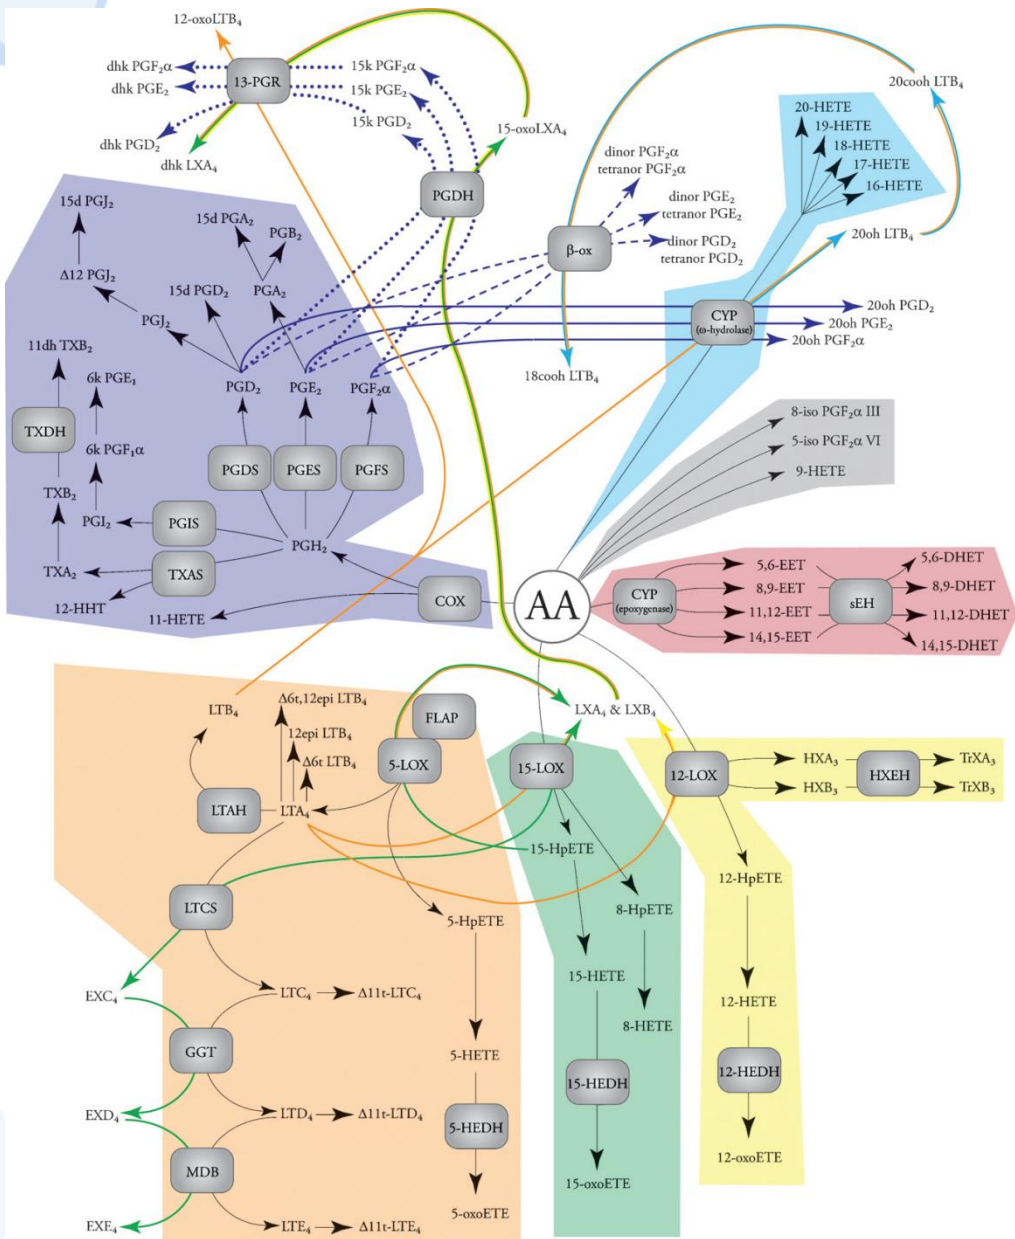 12-oxoLTB₄
dhk PGF₂α
dhk PGE₂
dhk PGD₂
dhk LXA₄
13-PGR
15k PGF₂α
15k PGE₂
15k PGD₂
15-oxoLXA₄
PGDH
20cooh LTB₄
20-HETE
19-HETE
18-HETE
17-HETE
16-HETE
dinor PGF₂α
tetranor PGF₂α
dinor PGE₂
tetranor PGE₂
dinor PGD₂
tetranor PGD₂
β-ox
20oh LTB₄
CYP
(ω-hydrolase)
20oh PGD₂
20oh PGE₂
20oh PGF₂α
18cooh LTB₄
15d PGJ₂
15d PGA₂
PGB₂
Δ12 PGJ₂
15d PGD₂
PGA₂
PGJ₂
11dh TXB₂
6k PGE₁
PGD₂
PGE₂
PGF₂α
TXDH
6k PGF₁α
PGDS
PGES
PGFS
TXB₂
PGI₂
PGIS
PGH₂
TXA₂
TXAS
12-HHT
11-HETE
COX
AA
8-iso PGF₂α III
5-iso PGF₂α VI
9-HETE
CYP
(epoxygenase)
5,6-EET
8,9-EET
11,12-EET
14,15-EET
sEH
5,6-DHET
8,9-DHET
11,12-DHET
14,15-DHET
LTB₄
Δ6t,12epi LTB₄
12epi LTB₄
Δ6t LTB₄
FLAP
5-LOX
LXA₄ & LXB₄
15-LOX
12-LOX
HXA₃
HXB₃
HXEH
TrXA₃
TrXB₃
LTAH
LTA₄
15-HpETE
12-HpETE
LTCS
5-HpETE
8-HpETE
15-HETE
EXC₄
LTC₄
Δ11t-LTC₄
12-HETE
8-HETE
GGT
5-HETE
15-HEDH
12-HEDH
EXD₄
LTD₄
Δ11t-LTD₄
5-HEDH
12-oxoETE
MDB
15-oxoETE
5-oxoETE
EXE₄
LTE₄
Δ11t-LTE₄